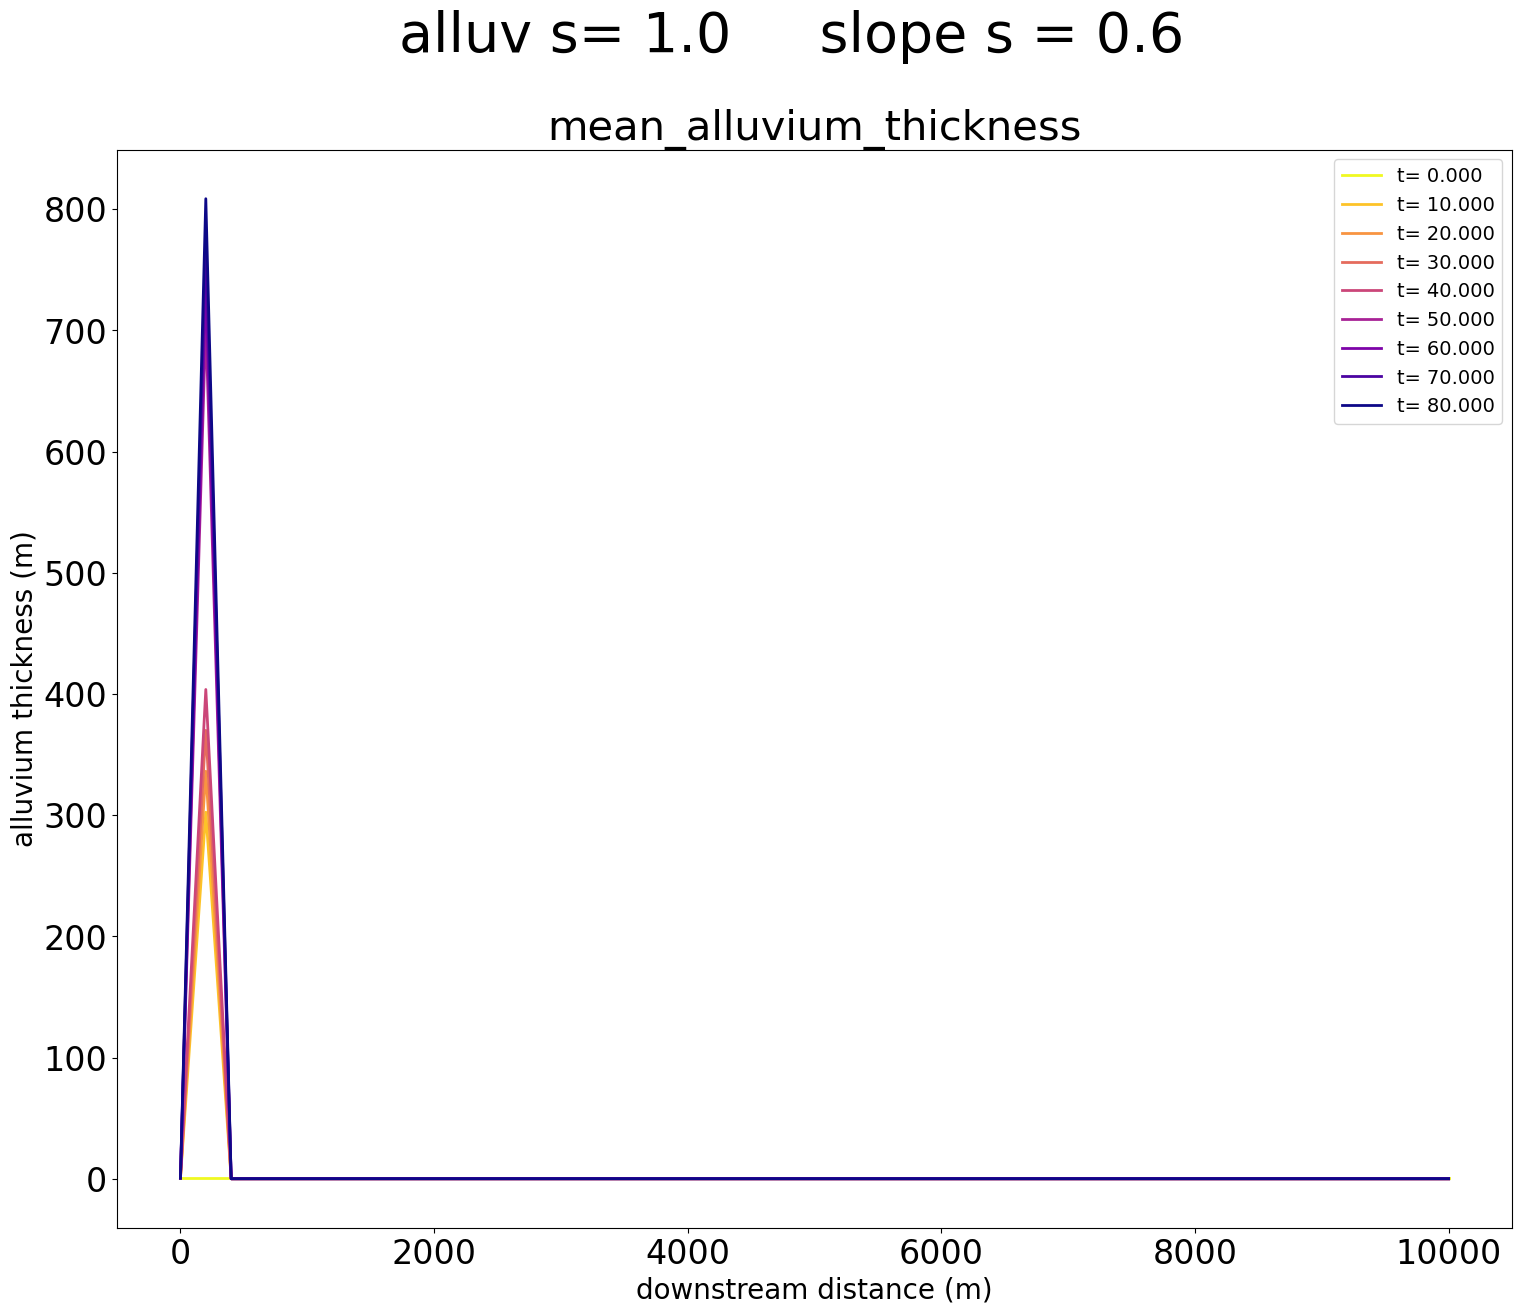 alluv s= 1.0     slope s = 0.6
mean_alluvium_thickness
t= 0.000
t= 10.000
t= 20.000
t= 30.000
t= 40.000
t= 50.000
t= 60.000
t= 70.000
t= 80.000
800
700
600
500
400
300
200
100
0
alluvium thickness (m)
0 2000 4000 6000 8000 10000
downstream distance (m)